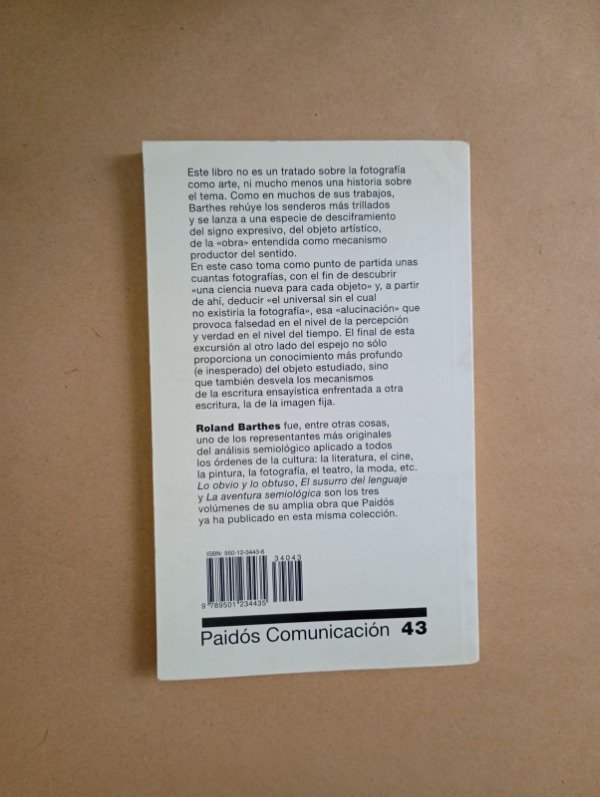 Este libro no es un tratado sobre la fotografía
como arte, ni mucho menos una historia sobre
el tema. Como en muchos de sus trabajos,
Barthes rehúye los senderos más trillados
y se lanza a una especie de desciframiento
del signo expresivo, del objeto artístico,
de la «obra» entendida como mecanismo
productor del sentido.
En este caso toma como punto de partida unas
cuantas fotografías, con el fin de descubrir
«una ciencia nueva para cada objeto» y, a partir
de ahí, deducir «el universal sin el cual
no existiría la fotografía», esa «alucinación» que
provoca falsedad en el nivel de la percepción
y verdad en el nivel del tiempo. El final de esta
excursión al otro lado del espejo no sólo
proporciona un conocimiento más profundo
(e inesperado) del objeto estudiado, sino
que también desvela los mecanismos
de la escritura ensayística enfrentada a otra
escritura, la de la imagen fija.
Roland Barthes fue, entre otras cosas,
uno de los representantes más originales
del análisis semiológico aplicado a todos
los órdenes de la cultura: la literatura, el cine,
la pintura, la fotografía, el teatro, la moda, etc.
Lo obvio y lo obtuso, El susurro del lenguaje
y La aventura semiológica son los tres
volúmenes de su amplia obra que Paidós
ya ha publicado en esta misma colección.
ISBN: 950-12-3443-6
34043
9 789501 234435
Paidós Comunicación 43